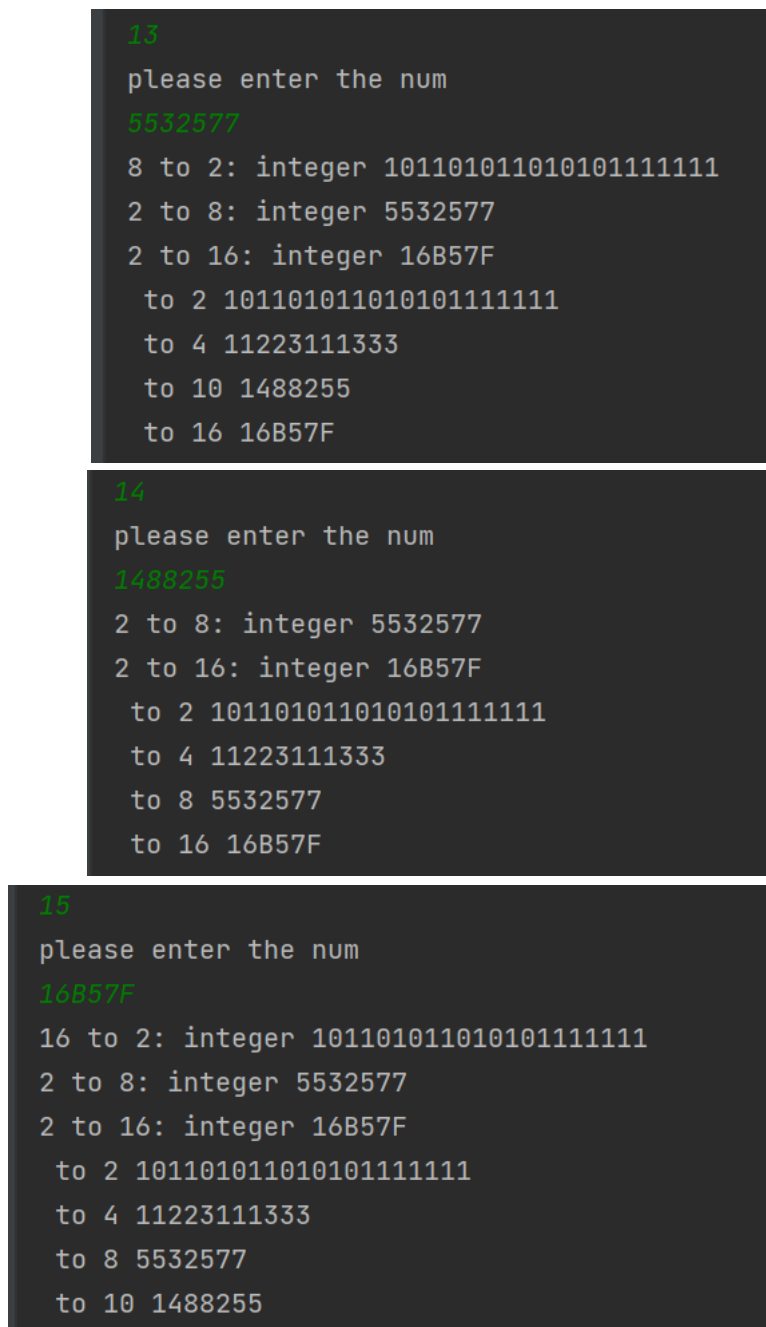 13
please enter the num
5532577
8 to 2: integer 101101011010101111111
2 to 8: integer 5532577
2 to 16: integer 16B57F
to 2 101101011010101111111
to 4 11223111333
to 10 1488255
to 16 16B57F
14
please enter the num
1488255
2 to 8: integer 5532577
2 to 16: integer 16B57F
to 2 101101011010101111111
to 4 11223111333
to 8 5532577
to 16 16B57F
15
please enter the num
16B57F
16 to 2: integer 101101011010101111111
2 to 8: integer 5532577
2 to 16: integer 16B57F
to 2 101101011010101111111
to 4 11223111333
to 8 5532577
to 10 1488255